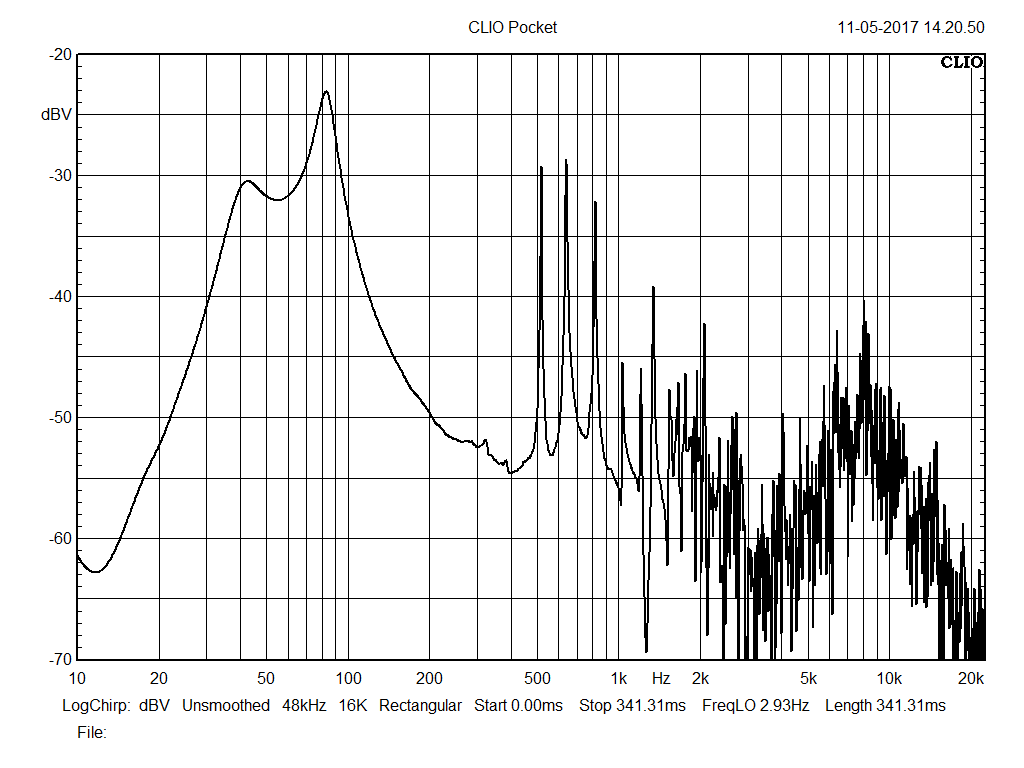 CLIO Pocket 11-05-2017 14.20.50
-20
CLIO
dBV
-30
-40
-50
-60
-70
10 20 50 100 200 500 1k Hz 2k 5k 10k 20k
LogChirp: dBV Unsmoothed 48kHz 16K Rectangular Start 0.00ms Stop 341.31ms FreqLO 2.93Hz Length 341.31ms
File: